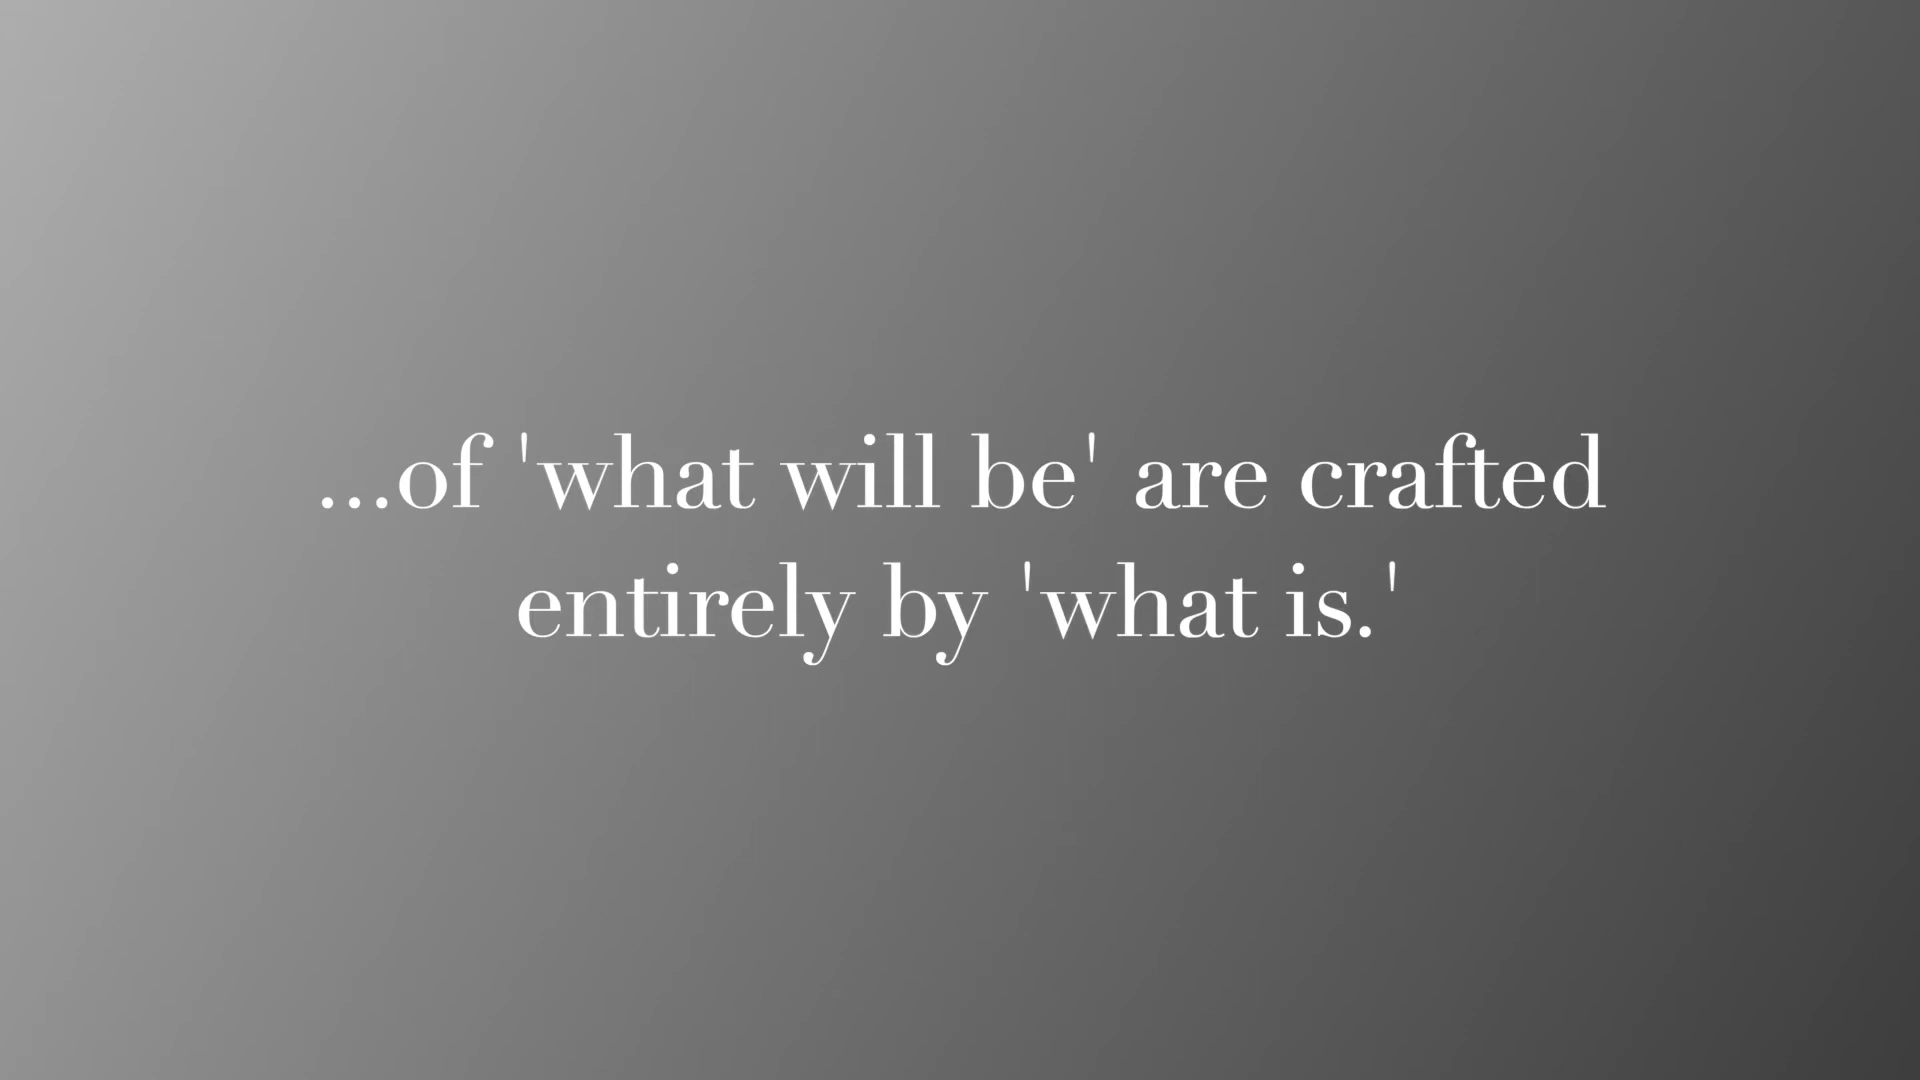 ...of 'what will be' are crafted
entirely by 'what is.'